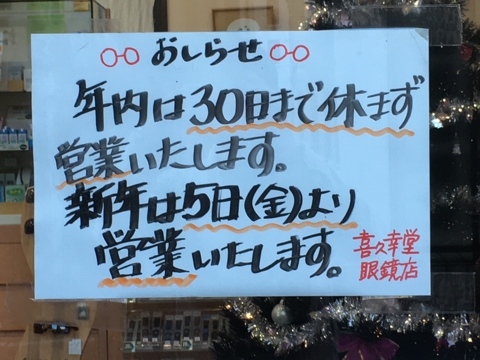 おしらせ
年内は30日まで休まず
営業いたします。
新年は5日(金)より
営業いたします。
喜久幸堂
眼鏡店